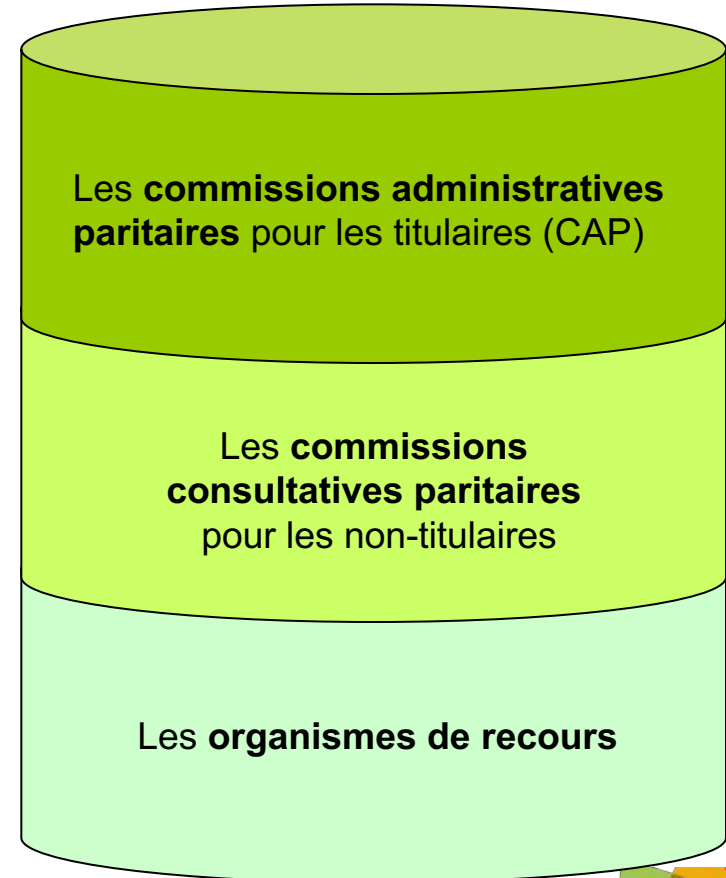 Les commissions administratives
paritaires pour les titulaires (CAP)
Les commissions
consultatives paritaires
pour les non-titulaires
Les organismes de recours